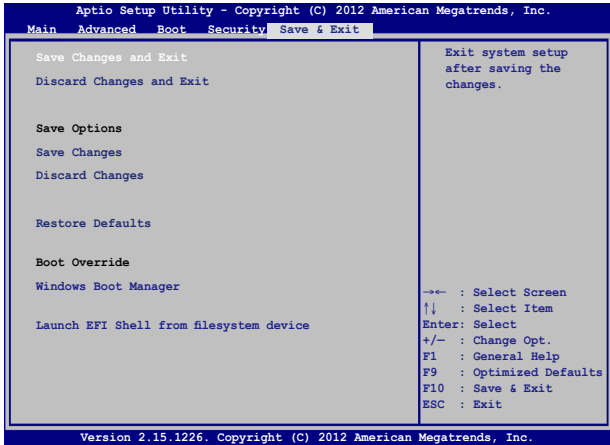 Aptio Setup Utility - Copyright (C) 2012 American Megatrends, Inc.
Main Advanced Boot Security Save & Exit
Save Changes and Exit
Discard Changes and Exit
Save Options
Save Changes
Discard Changes
Restore Defaults
Boot Override
Windows Boot Manager
Launch EFI Shell from filesystem device
Exit system setup
after saving the
changes.
→← : Select Screen
↑↓ : Select Item
Enter: Select
+/— : Change Opt.
F1 : General Help
F9 : Optimized Defaults
F10 : Save & Exit
ESC : Exit
Version 2.15.1226. Copyright (C) 2012 American Megatrends, Inc.